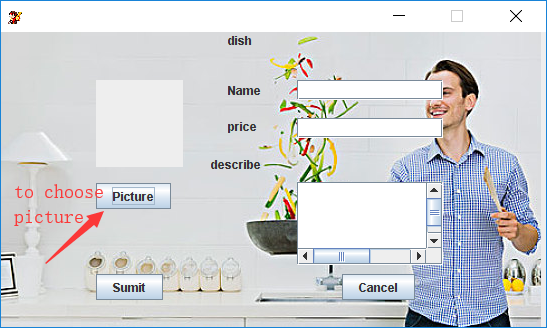 dish
Name
price
describe
to choose
picture
Picture
Sumit
Cancel